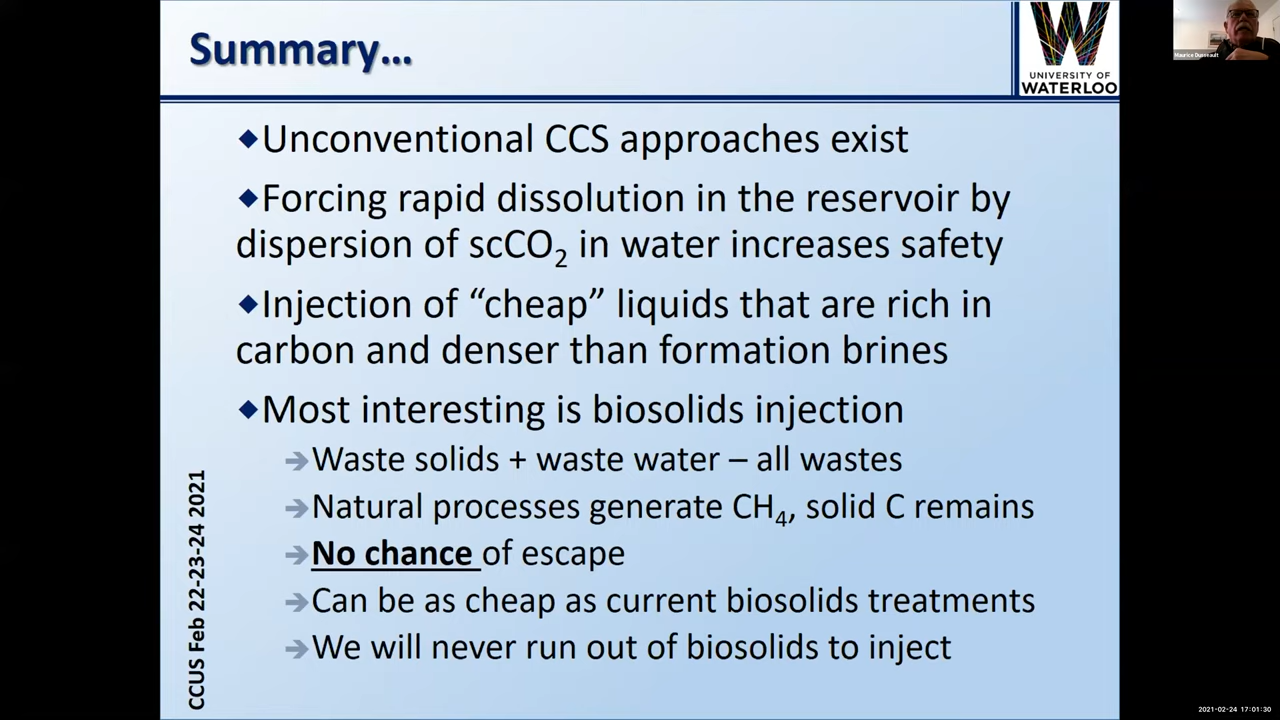 Summary...
UNIVERSITY OF
WATERLOO
Maurice Dusseault
◆Unconventional CCS approaches exist
◆Forcing rapid dissolution in the reservoir by
dispersion of scCO₂ in water increases safety
◆Injection of “cheap” liquids that are rich in
carbon and denser than formation brines
◆Most interesting is biosolids injection
➔Waste solids + waste water – all wastes
➔Natural processes generate CH₄, solid C remains
➔No chance of escape
➔Can be as cheap as current biosolids treatments
➔We will never run out of biosolids to inject
CCUS Feb 22-23-24 2021
2021-02-24 17:01:30